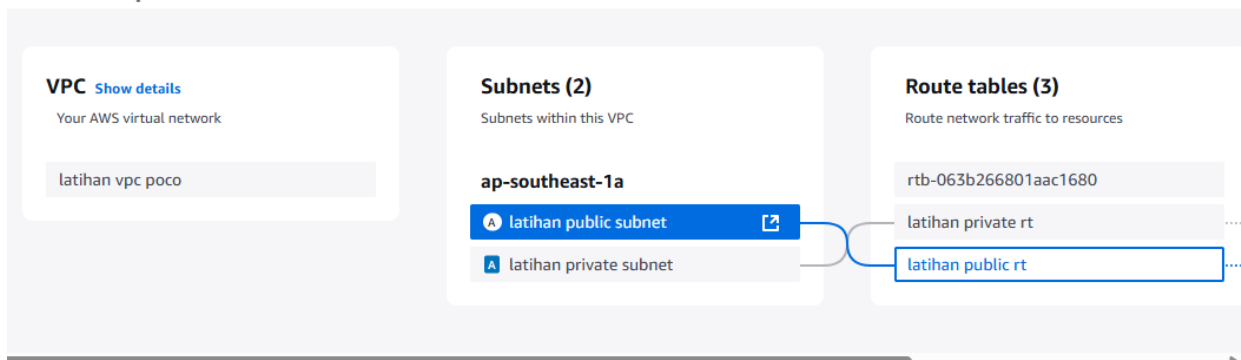 VPC Show details
Your AWS virtual network
latihan vpc poco
Subnets (2)
Subnets within this VPC
ap-southeast-1a
A latihan public subnet
A latihan private subnet
Route tables (3)
Route network traffic to resources
rtb-063b266801aac1680
latihan private rt
latihan public rt